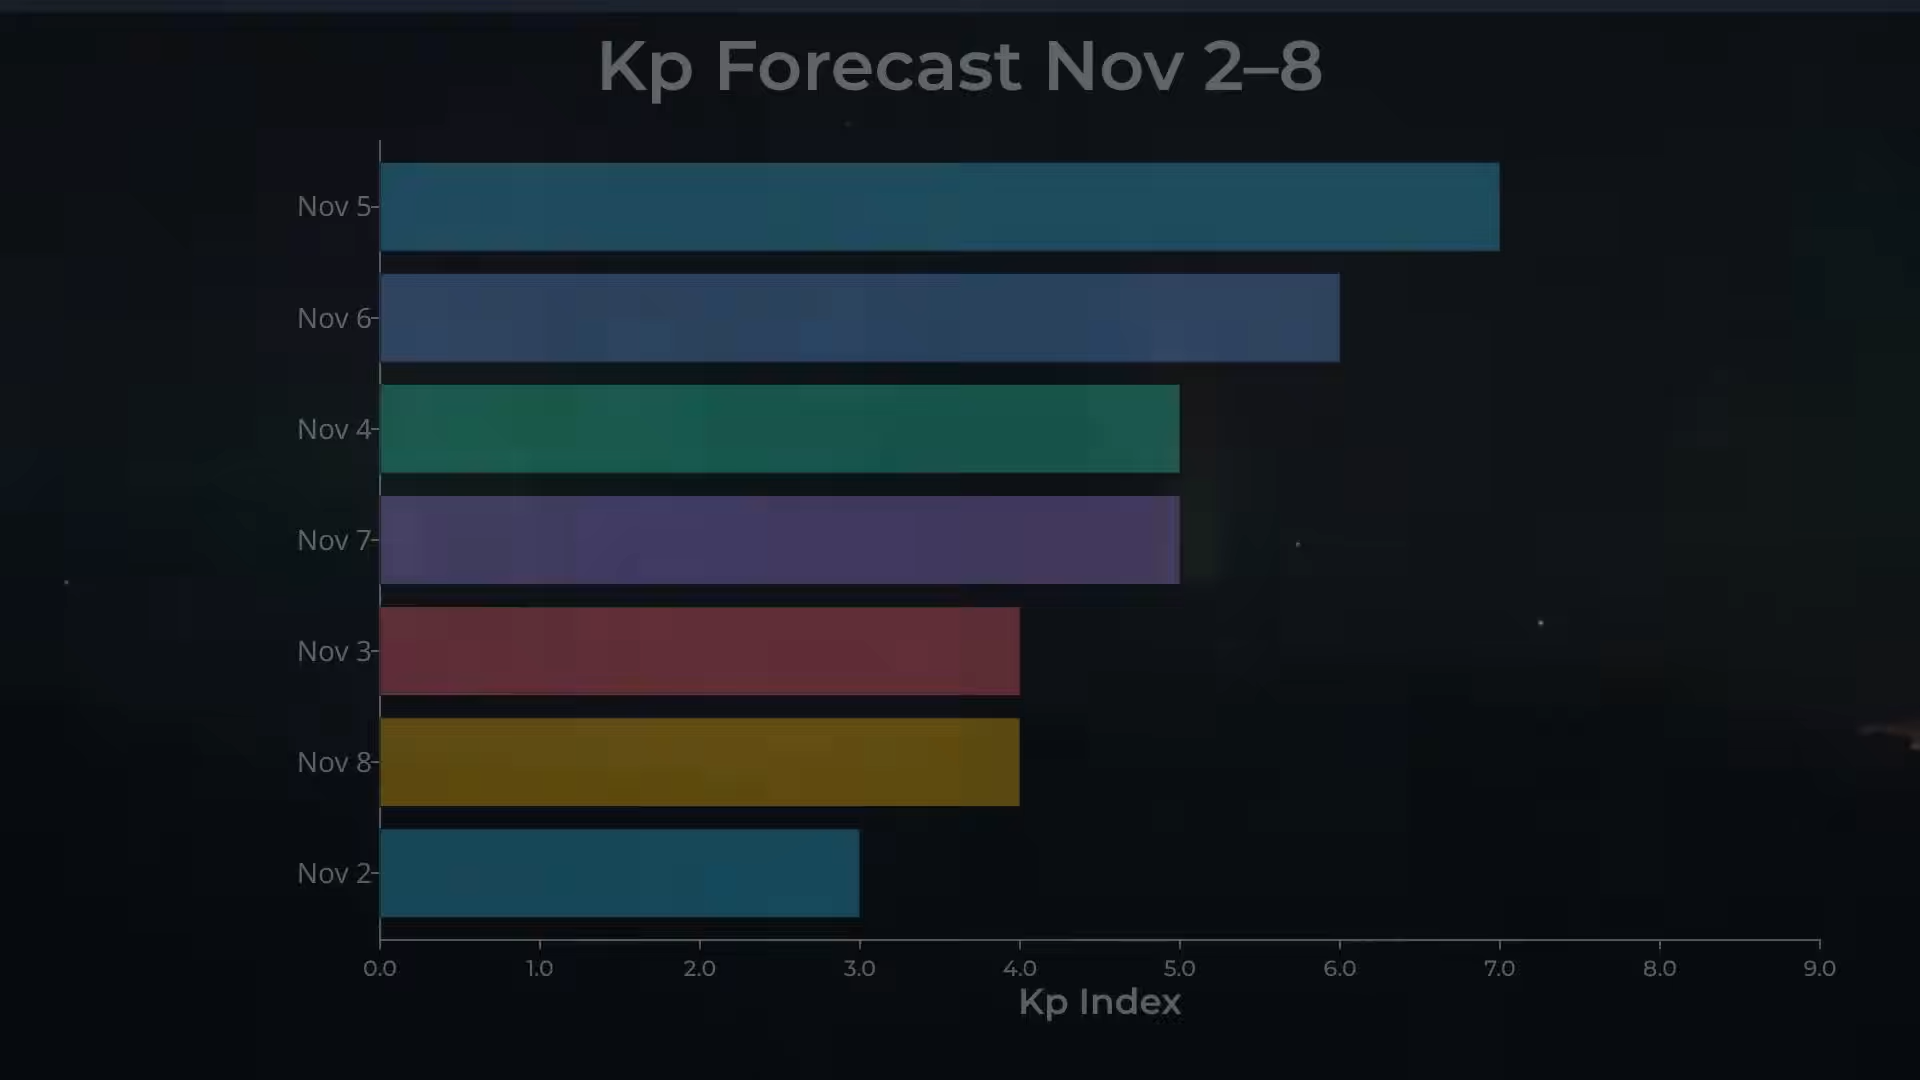 Kp Forecast Nov 2–8
Nov 5
Nov 6
Nov 4
Nov 7
Nov 3
Nov 8
Nov 2
0.0 1.0 2.0 3.0 4.0 5.0 6.0 7.0 8.0 9.0
Kp Index